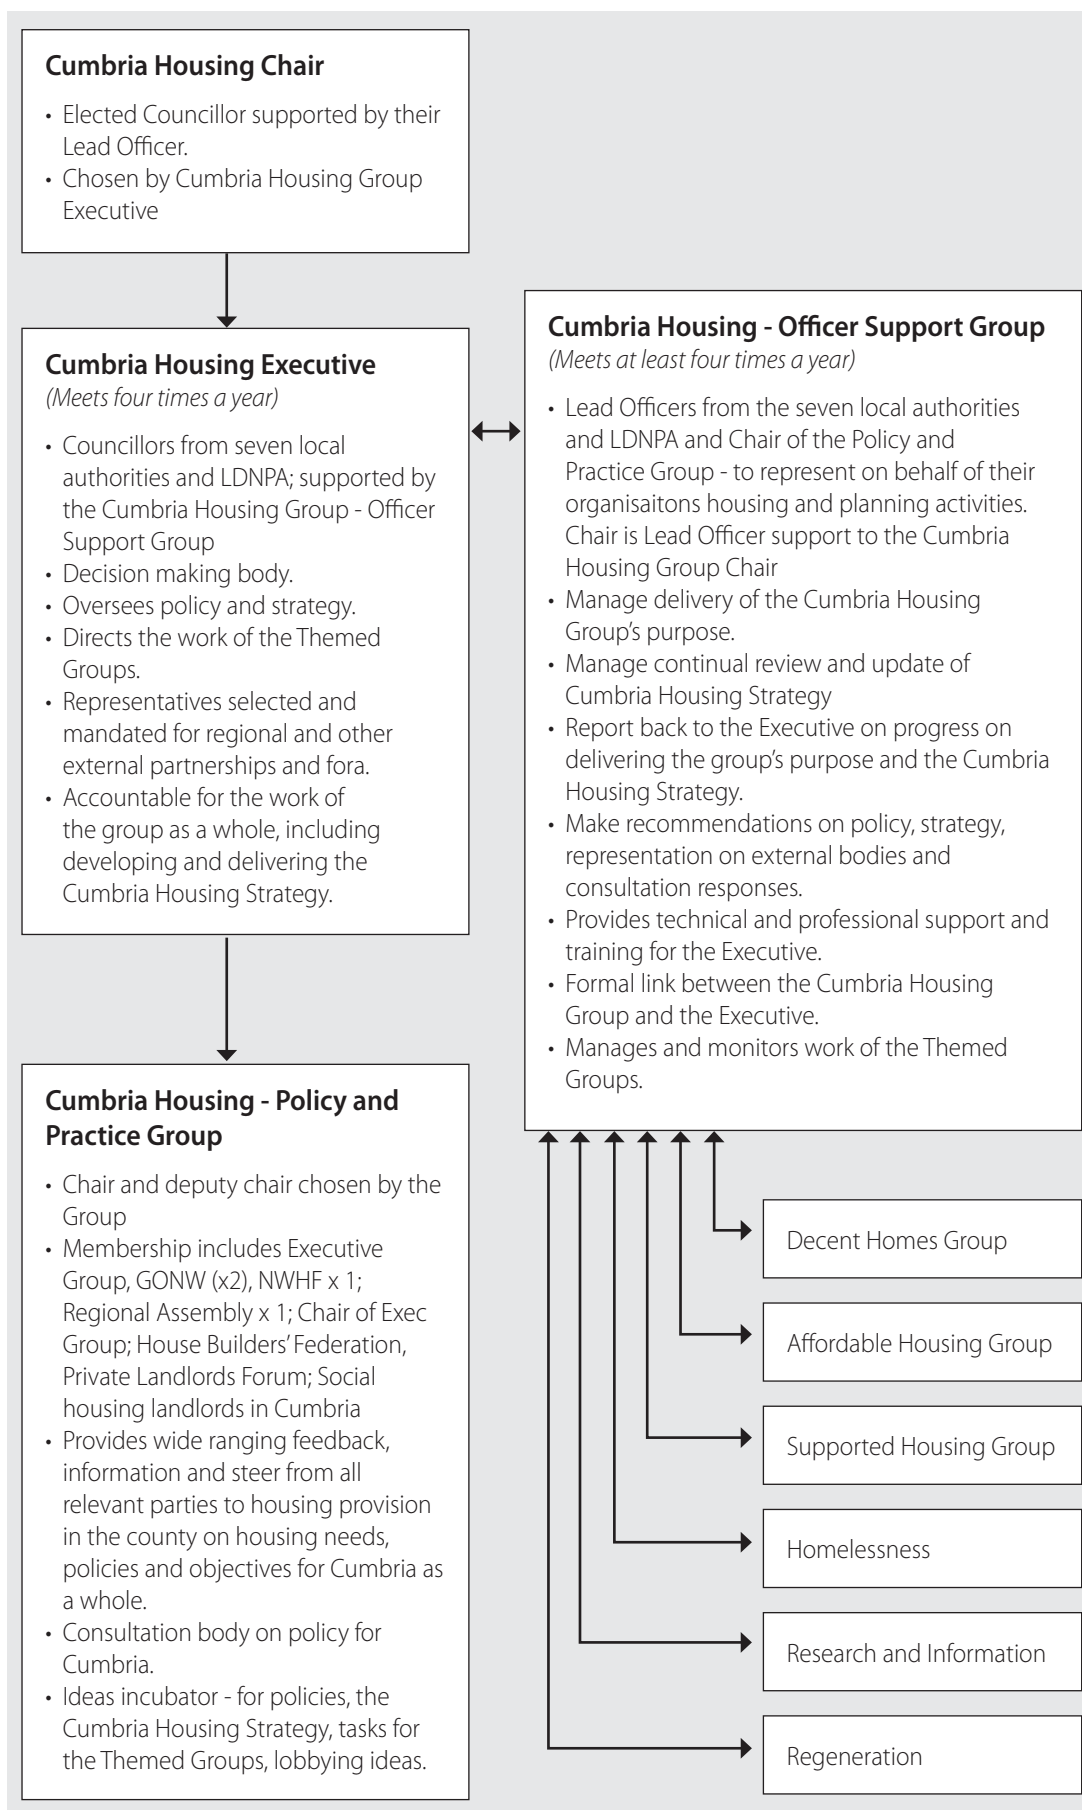 Cumbria Housing Chair
• Elected Councillor supported by their
Lead Officer.
• Chosen by Cumbria Housing Group
Executive
Cumbria Housing Executive
(Meets four times a year)
• Councillors from seven local
authorities and LDNPA; supported by
the Cumbria Housing Group - Officer
Support Group
• Decision making body.
• Oversees policy and strategy.
• Directs the work of the Themed
Groups.
• Representatives selected and
mandated for regional and other
external partnerships and fora.
• Accountable for the work of
the group as a whole, including
developing and delivering the
Cumbria Housing Strategy.
Cumbria Housing - Officer Support Group
(Meets at least four times a year)
• Lead Officers from the seven local authorities
and LDNPA and Chair of the Policy and
Practice Group - to represent on behalf of their
organisaitons housing and planning activities.
Chair is Lead Officer support to the Cumbria
Housing Group Chair
• Manage delivery of the Cumbria Housing
Group's purpose.
• Manage continual review and update of
Cumbria Housing Strategy
• Report back to the Executive on progress on
delivering the group's purpose and the Cumbria
Housing Strategy.
• Make recommendations on policy, strategy,
representation on external bodies and
consultation responses.
• Provides technical and professional support and
training for the Executive.
• Formal link between the Cumbria Housing
Group and the Executive.
• Manages and monitors work of the Themed
Groups.
Cumbria Housing - Policy and
Practice Group
• Chair and deputy chair chosen by the
Group
• Membership includes Executive
Group, GONW (x2), NWHF x 1;
Regional Assembly x 1; Chair of Exec
Group; House Builders' Federation,
Private Landlords Forum; Social
housing landlords in Cumbria
• Provides wide ranging feedback,
information and steer from all
relevant parties to housing provision
in the county on housing needs,
policies and objectives for Cumbria as
a whole.
• Consultation body on policy for
Cumbria.
• Ideas incubator - for policies, the
Cumbria Housing Strategy, tasks for
the Themed Groups, lobbying ideas.
Decent Homes Group
Affordable Housing Group
Supported Housing Group
Homelessness
Research and Information
Regeneration